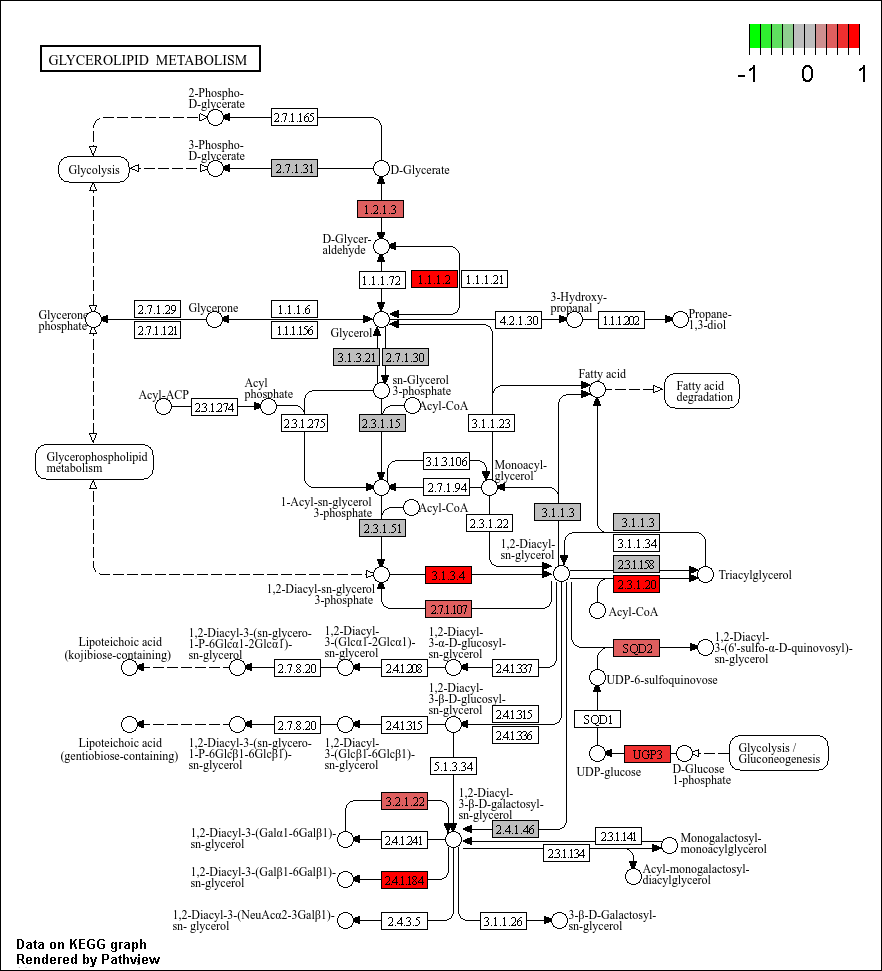 -1 0 1
GLYCEROLIPID METABOLISM
2-Phospho-
D-glycerate
2.7.1.165
3-Phospho-
D-glycerate
Glycolysis
2.7.1.31
D-Glycerate
1.2.1.3
D-Glycer-
aldehyde
1.1.1.72
1.1.1.2
1.1.1.21
3-Hydroxy-
propanal
Glycerone
phosphate
2.7.1.29
2.7.1.121
Glycerone
1.1.1.6
1.1.1.156
Glycerol
4.2.1.30
1.1.1.202
Propane-
1,3-diol
3.1.3.21
2.7.1.30
sn-Glycerol
3-phosphate
Fatty acid
Fatty acid
degradation
Acyl-ACP
2.3.1.274
Acyl
phosphate
2.3.1.275
2.3.1.15
Acyl-CoA
3.1.1.23
Glycerophospholipid
metabolism
3.1.3.106
Monoacyl-
glycerol
2.7.1.94
1-Acyl-sn-glycerol
3-phosphate
Acyl-CoA
2.3.1.51
2.3.1.22
3.1.1.3
3.1.1.3
3.1.1.34
1,2-Diacyl-
sn-glycerol
2.3.1.158
2.3.1.20
Triacylglycerol
3.1.3.4
1,2-Diacyl-sn-glycerol
3-phosphate
2.7.1.107
Acyl-CoA
Lipoteichoic acid
(kojibiose-containing)
1,2-Diacyl-3-(sn-glycero-
1-P-6Glcα1-2Glcα1)-
sn-glycerol
2.7.8.20
1,2-Diacyl-
3-(Glcα1-2Glcα1)-
sn-glycerol
2.4.1.208
1,2-Diacyl-
3-α-D-glucosyl-
sn-glycerol
2.4.1.337
SQD2
1,2-Diacyl-
3-(6'-sulfo-α-D-quinovosyl)-
sn-glycerol
UDP-6-sulfoquinovose
1,2-Diacyl-
3-β-D-glucosyl-
sn-glycerol
2.7.8.20
2.4.1.315
2.4.1.315
2.4.1.336
SQD1
Lipoteichoic acid
(gentiobiose-containing)
1,2-Diacyl-3-(sn-glycero-
1-P-6Glcβ1-6Glcβ1)-
sn-glycerol
1,2-Diacyl-
3-(Glcβ1-6Glcβ1)-
sn-glycerol
5.1.3.34
UDP-glucose
UGP3
D-Glucose
1-phosphate
Glycolysis /
Gluconeogenesis
1,2-Diacyl-
3-β-D-galactosyl-
sn-glycerol
3.2.1.22
2.4.1.46
1,2-Diacyl-3-(Galα1-6Galβ1)-
sn-glycerol
2.4.1.241
2.3.1.141
2.3.1.134
Monogalactosyl-
monoacylglycerol
Acyl-monogalactosyl-
diacylglycerol
1,2-Diacyl-3-(Galβ1-6Galβ1)-
sn-glycerol
2.4.1.184
1,2-Diacyl-3-(NeuAcα2-3Galβ1)-
sn- glycerol
2.4.3.5
3.1.1.26
3-β-D-Galactosyl-
sn-glycerol
Data on KEGG graph
Rendered by Pathview